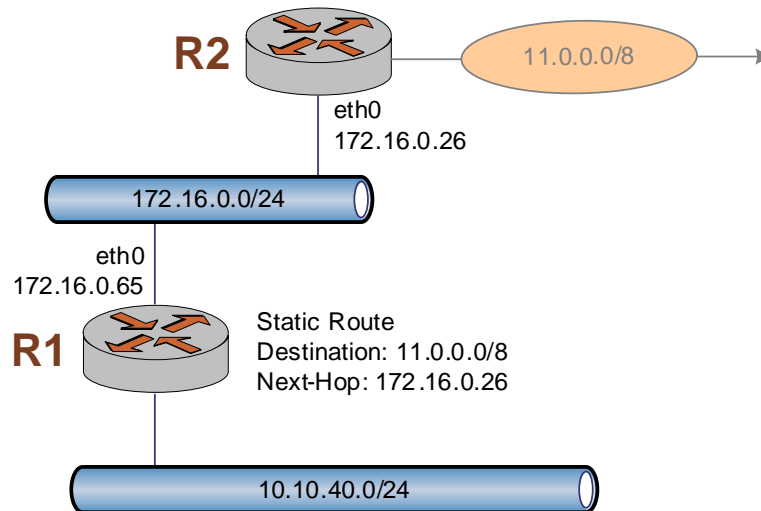 R2
11.0.0.0/8
eth0
172.16.0.26
172.16.0.0/24
eth0
172.16.0.65
R1
Static Route
Destination: 11.0.0.0/8
Next-Hop: 172.16.0.26
10.10.40.0/24